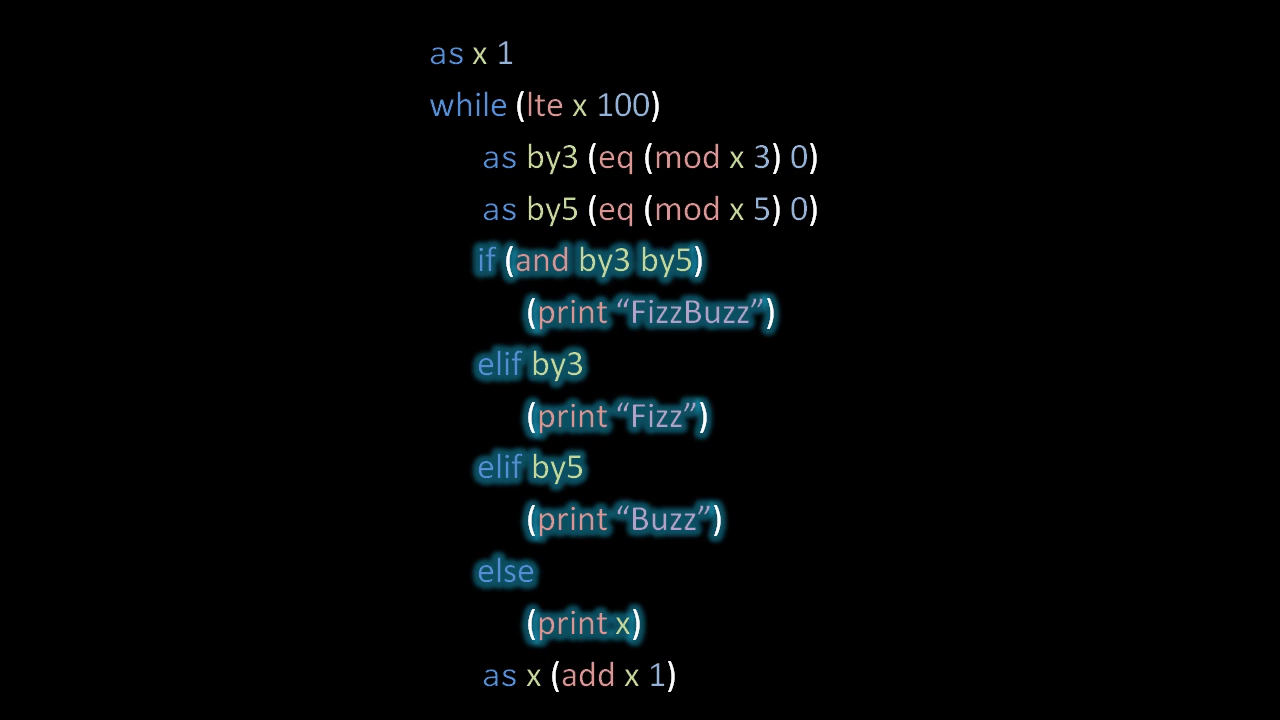 as x 1
while (lte x 100)
as by3 (eq (mod x 3) 0)
as by5 (eq (mod x 5) 0)
if (and by3 by5)
(print “FizzBuzz”)
elif by3
(print “Fizz”)
elif by5
(print “Buzz”)
else
(print x)
as x (add x 1)